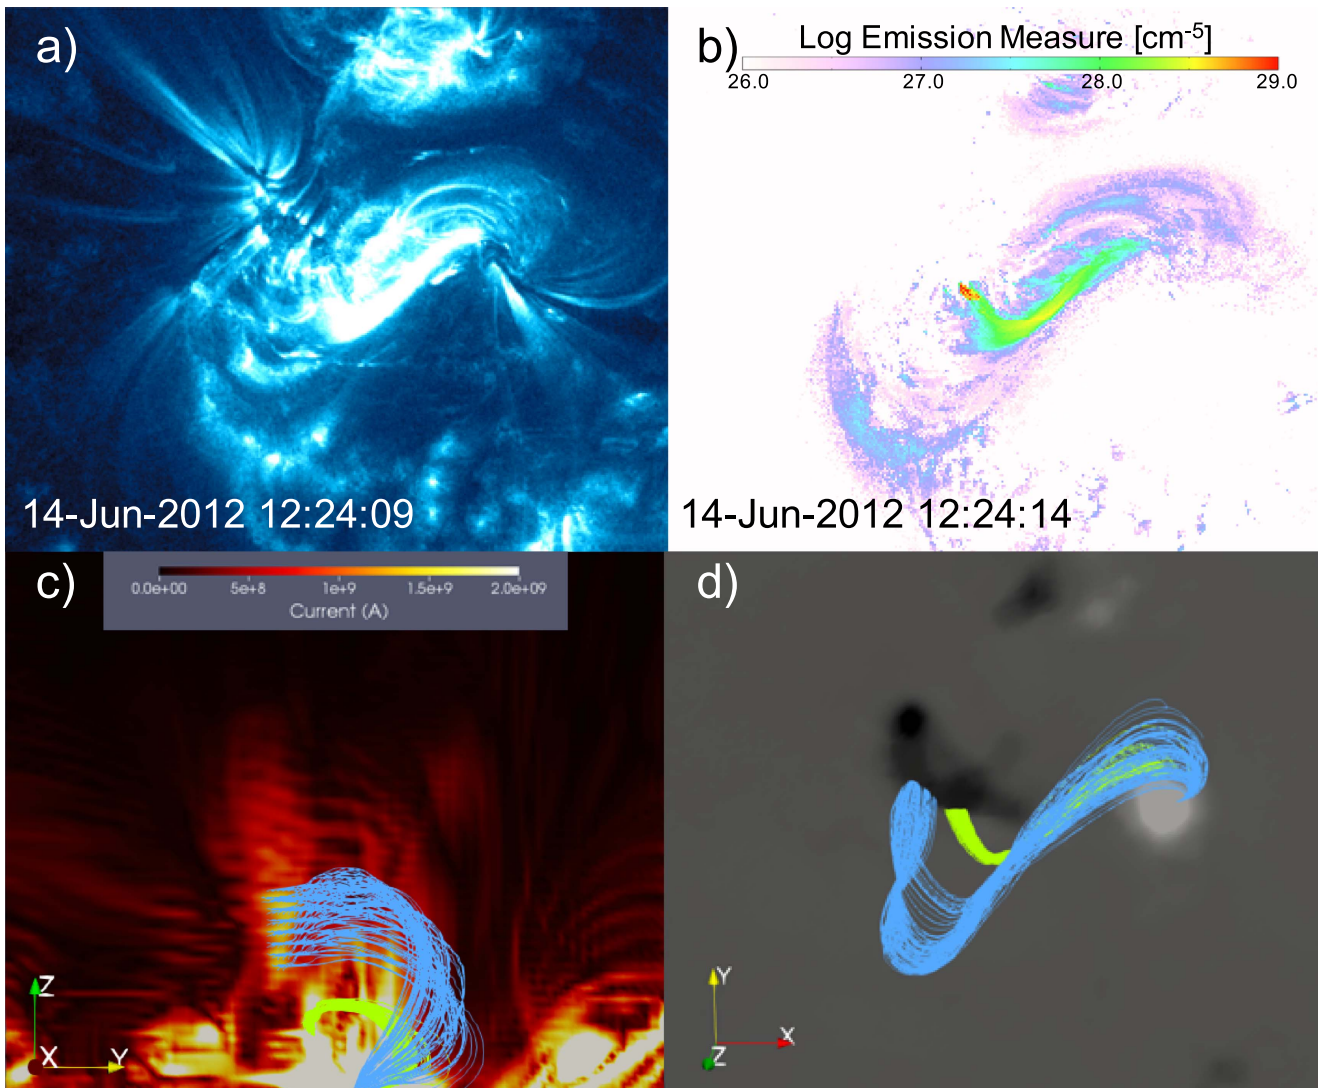 a)
14-Jun-2012 12:24:09
b)
Log Emission Measure [cm-5]
26.0 27.0 28.0 29.0
14-Jun-2012 12:24:14
c)
0.0e+00 5e+8 1e+9 1.5e+9 2.0e+09
Current (A)
Z
X Y
d)
Y
X
Z